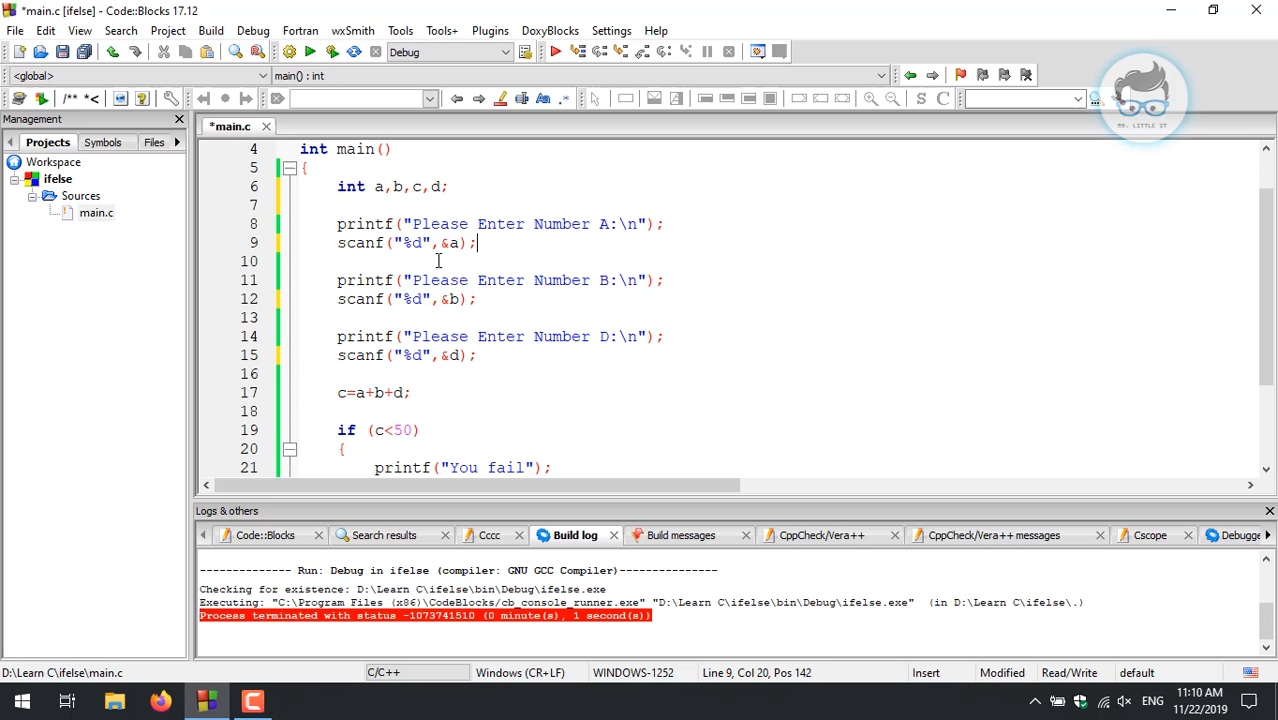 *main.c [ifelse] - Code::Blocks 17.12
File Edit View Search Project Build Debug Fortran wxSmith Tools Tools+ Plugins DoxyBlocks Settings Help
Debug
<global> main() : int
/** *<
S C
MR. LITTLE IT
Management
*main.c
Projects Symbols Files
Workspace
ifelse
Sources
main.c
4 int main()
5 {
6 int a,b,c,d;
7
8 printf("Please Enter Number A:\n");
9 scanf("%d",&a);
10
11 printf("Please Enter Number B:\n");
12 scanf("%d",&b);
13
14 printf("Please Enter Number D:\n");
15 scanf("%d",&d);
16
17 c=a+b+d;
18
19 if (c<50)
20 {
21 printf("You fail");
Logs & others
Code::Blocks Search results Cccc Build log Build messages CppCheck/Vera++ CppCheck/Vera++ messages Cscope Debugge
-------------- Run: Debug in ifelse (compiler: GNU GCC Compiler)---------------
Checking for existence: D:\Learn C\ifelse\bin\Debug\ifelse.exe
Executing: "C:\Program Files (x86)\CodeBlocks/cb_console_runner.exe" "D:\Learn C\ifelse\bin\Debug\ifelse.exe" (in D:\Learn C\ifelse\.)
Process terminated with status -1073741510 (0 minute(s), 1 second(s))
D:\Learn C\ifelse\main.c C/C++ Windows (CR+LF) WINDOWS-1252 Line 9, Col 20, Pos 142 Insert Modified Read/Write default
ENG
11:10 AM
11/22/2019